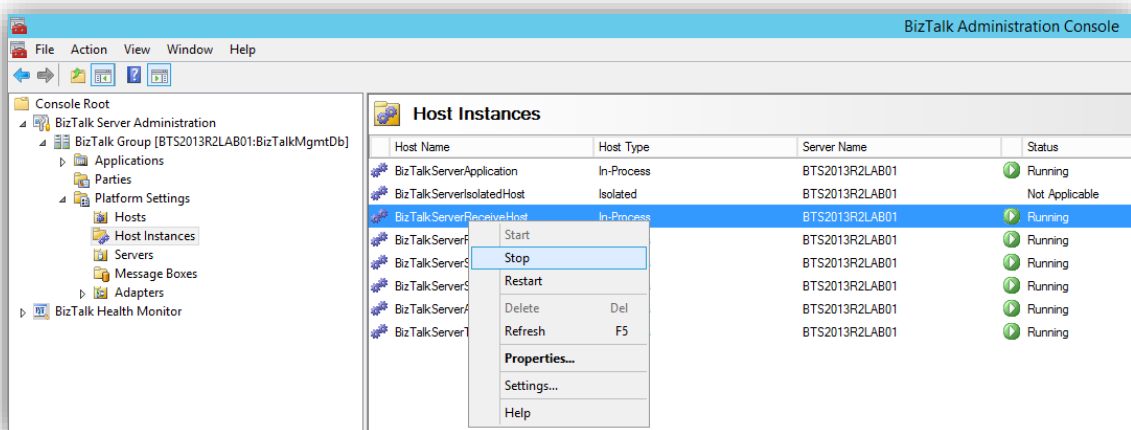 BizTalk Administration Console
File Action View Window Help
Console Root
BizTalk Server Administration
BizTalk Group [BTS2013R2LAB01:BizTalkMgmtDb]
Applications
Parties
Platform Settings
Hosts
Host Instances
Servers
Message Boxes
Adapters
BizTalk Health Monitor
Host Instances
Host Name Host Type Server Name Status
BizTalkServerApplication In-Process BTS2013R2LAB01 Running
BizTalkServerIsolatedHost Isolated BTS2013R2LAB01 Not Applicable
BizTalkServerReceiveHost In-Process BTS2013R2LAB01 Running
BTS2013R2LAB01 Running
BTS2013R2LAB01 Running
BTS2013R2LAB01 Running
BTS2013R2LAB01 Running
BTS2013R2LAB01 Running
Start
Stop
Restart
Delete Del
Refresh F5
Properties...
Settings...
Help